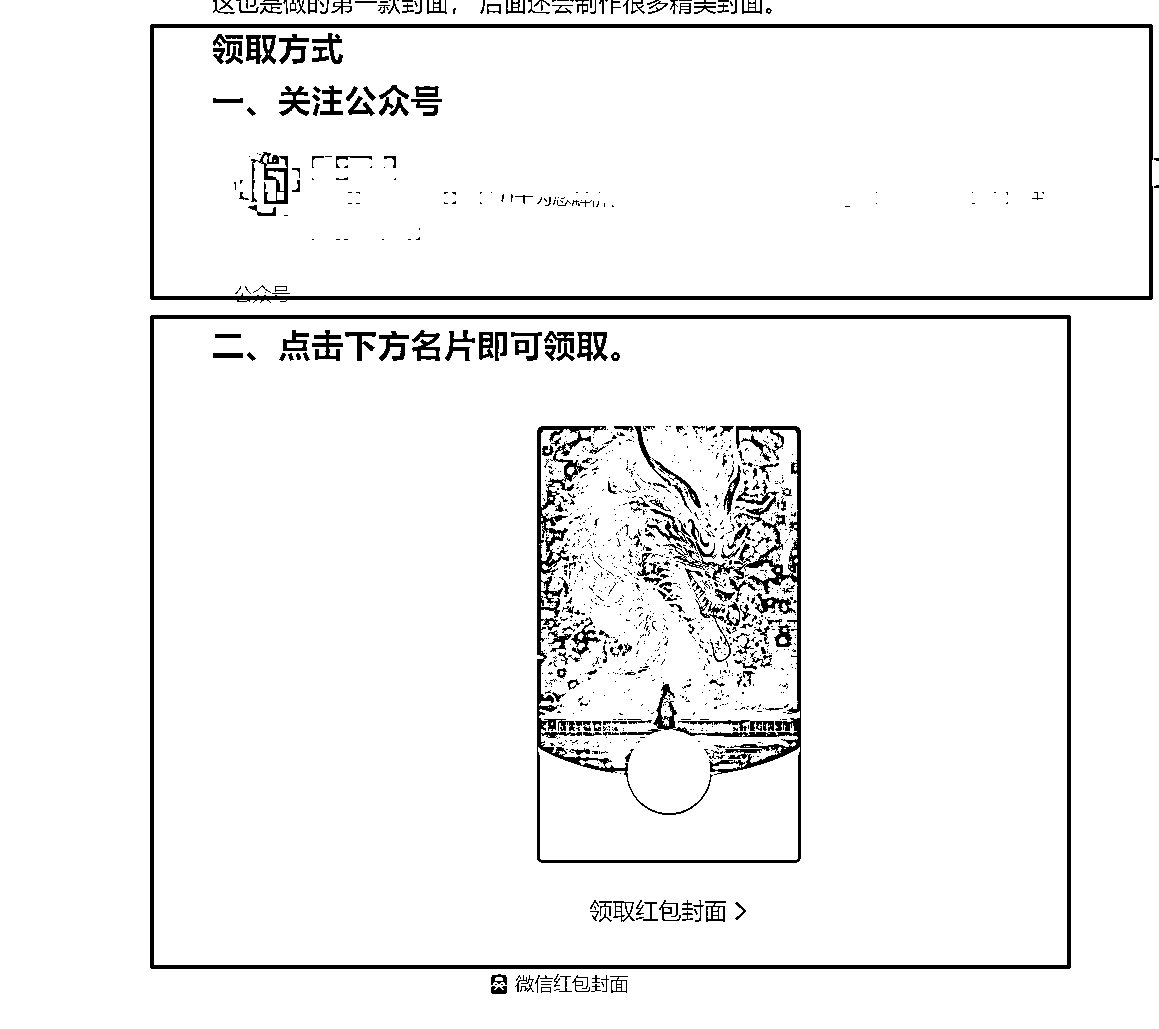 这也是做的第一款封面，后面还会制作很多精美封面。
领取方式
一、关注公众号
公众号
二、点击下方名片即可领取。
领取红包封面 >
微信红包封面